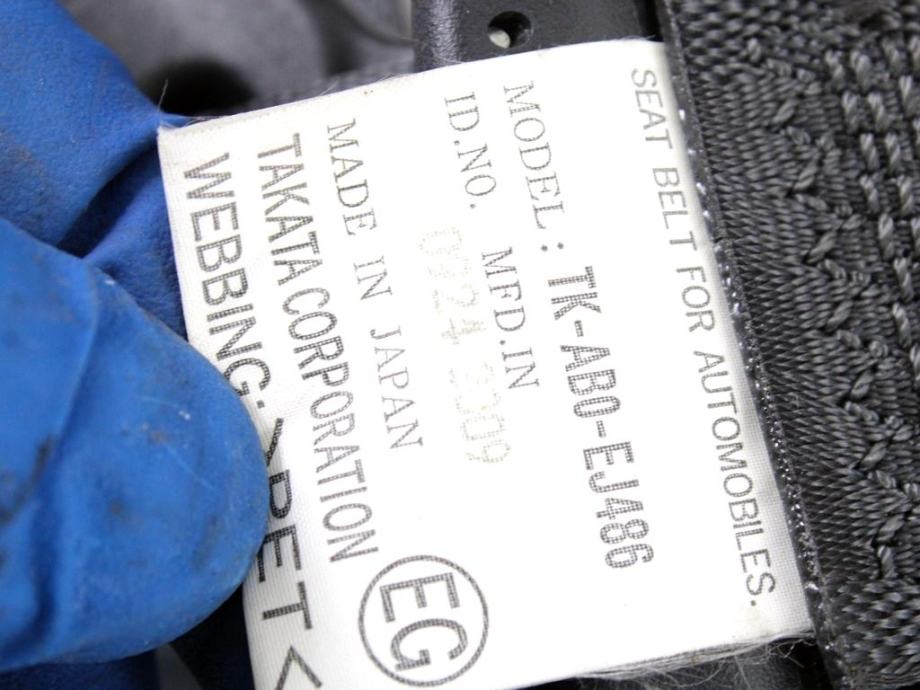 SEAT BELT FOR AUTOMOBILES.
MODEL : TK-AB0-EJ486
ID.NO. MFD.IN
MADE IN JAPAN
TAKATA CORPORATION
EG
WEBBING:>PET<